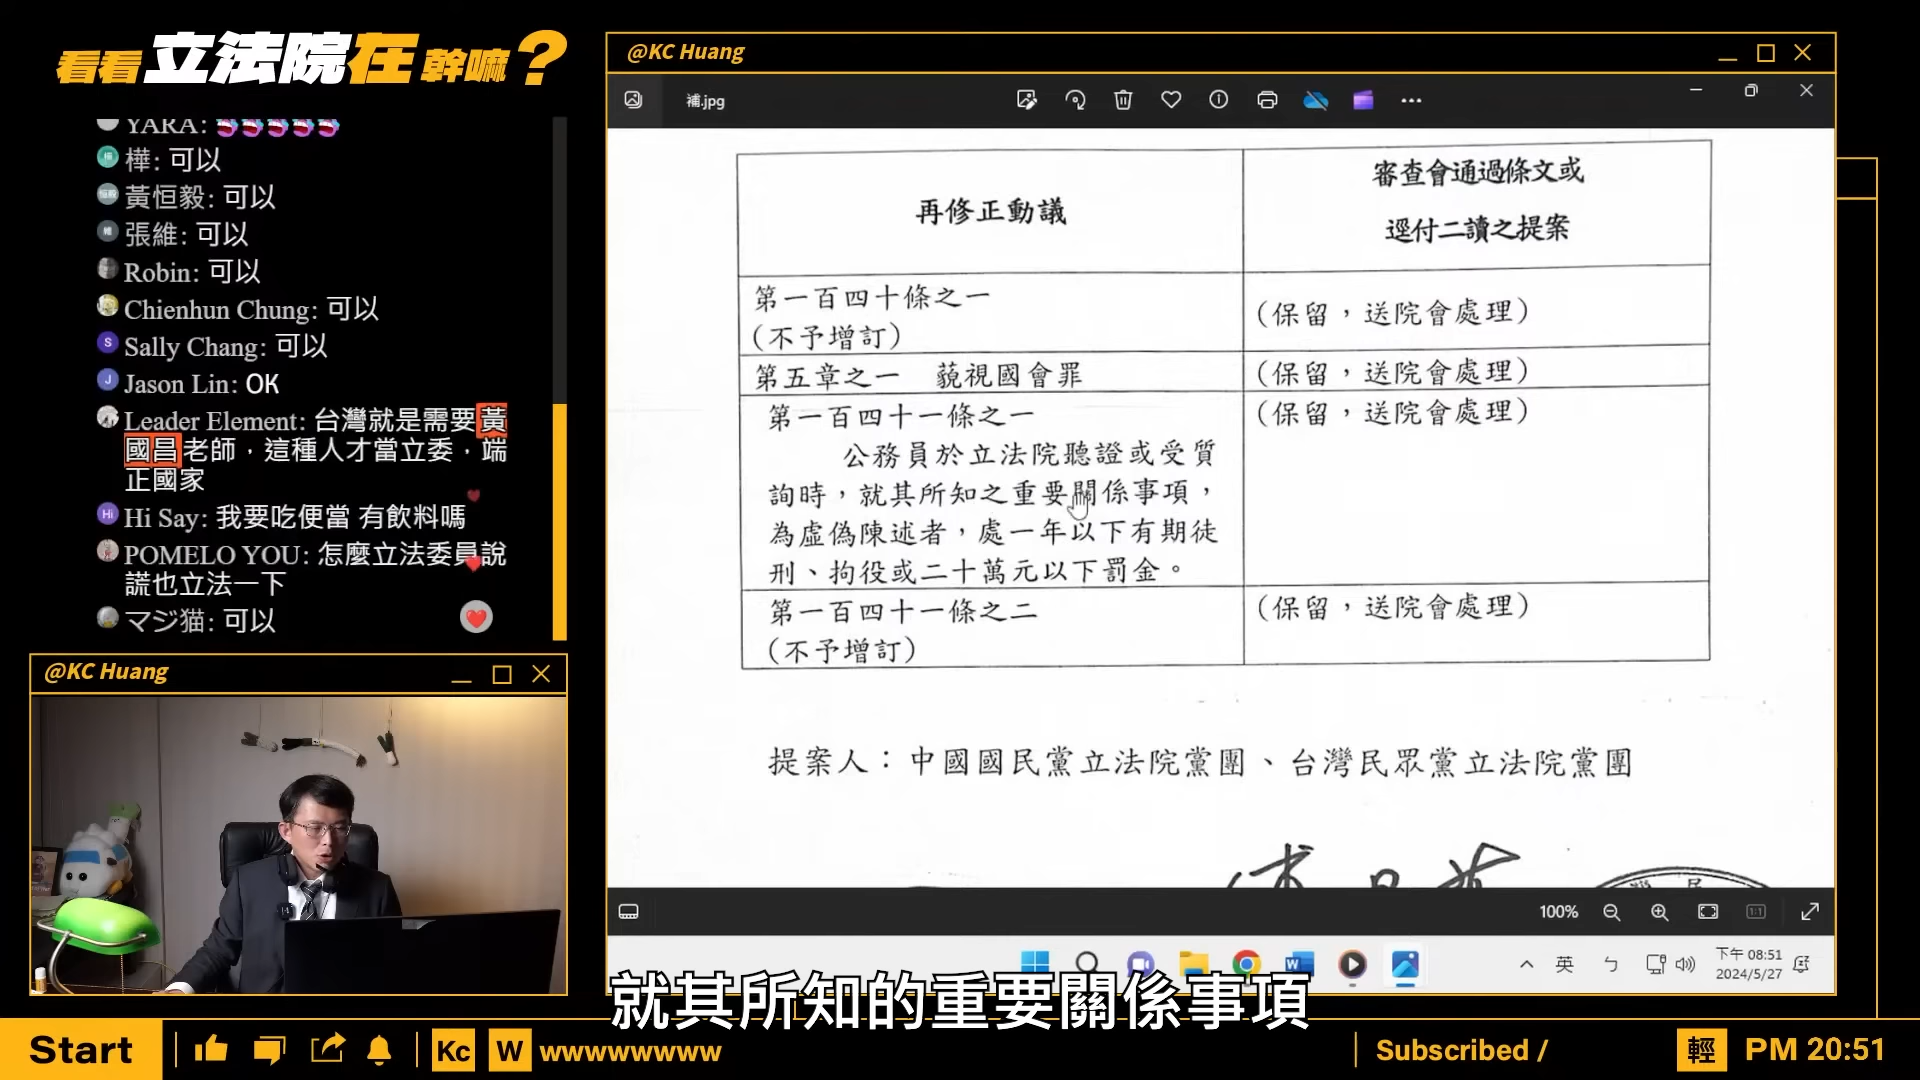 看看立法院在幹嘛?
YARA:
樺: 可以
黃恒毅: 可以
張維: 可以
Robin: 可以
Chienhun Chung: 可以
Sally Chang: 可以
Jason Lin: OK
Leader Element: 台灣就是需要黃
國昌老師，這種人才當立委，端
正國家
Hi Say: 我要吃便當 有飲料嗎
POMELO YOU: 怎麼立法委員說
謊也立法一下
マジ猫: 可以
@KC Huang
@KC Huang
補.jpg
再修正動議
審查會通過條文或
逕付二讀之提案
第一百四十條之一
(不予增訂)
(保留，送院會處理)
第五章之一 藐視國會罪
(保留，送院會處理)
第一百四十一條之一
(保留，送院會處理)
公務員於立法院聽證或受質
詢時，就其所知之重要關係事項，
為虛偽陳述者，處一年以下有期徒
刑、拘役或二十萬元以下罰金。
第一百四十一條之二
(不予增訂)
(保留，送院會處理)
提案人：中國國民黨立法院黨團、台灣民眾黨立法院黨團
100%
英
ㄅ
下午 08:51
2024/5/27
就其所知的重要關係事項
Start
Kc
W
wwwwwwwww
Subscribed /
輕
PM 20:51